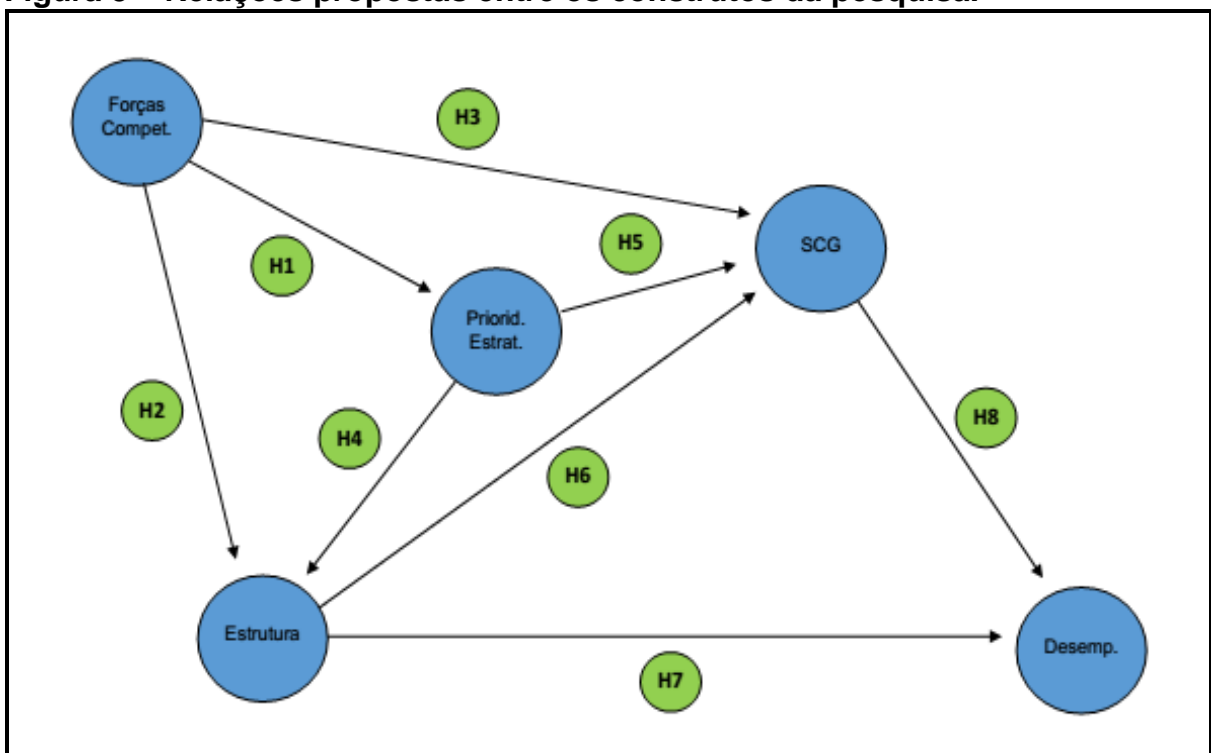 Forças
Compet.
H3
SCG
H5
H1
Priorid.
Estrat.
H2
H4
H8
H6
Estrutura
Desemp.
H7